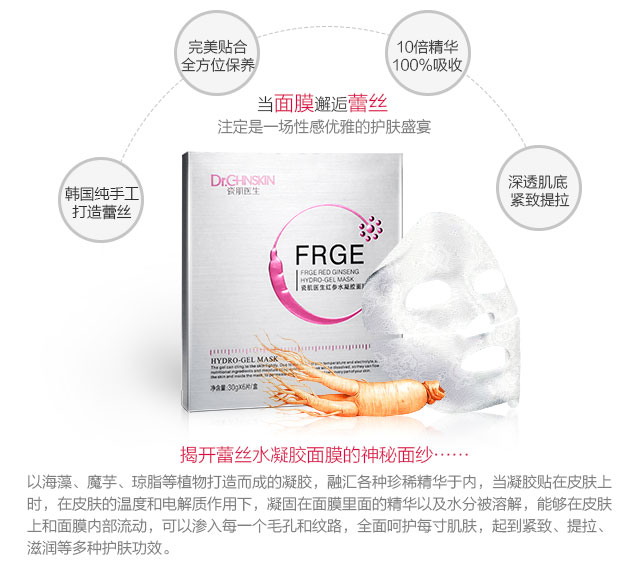 完美贴合
全方位保养
10倍精华
100%吸收
当面膜邂逅蕾丝
注定是一场性感优雅的护肤盛宴
韩国纯手工
打造蕾丝
深透肌底
紧致提拉
Dr.CHNSKIN
瓷肌医生
FRGE
FRGE RED GINSENG
HYDRO-GEL MASK
瓷肌医生红参水凝胶面
HYDRO-GEL MASK
净含量:30gX6片/盒
揭开蕾丝水凝胶面膜的神秘面纱……
以海藻、魔芋、琼脂等植物打造而成的凝胶，融汇各种珍稀精华于内，当凝胶贴在皮肤上
时，在皮肤的温度和电解质作用下，凝固在面膜里面的精华以及水分被溶解，能够在皮肤
上和面膜内部流动，可以渗入每一个毛孔和纹路，全面呵护每寸肌肤，起到紧致、提拉、
滋润等多种护肤功效。